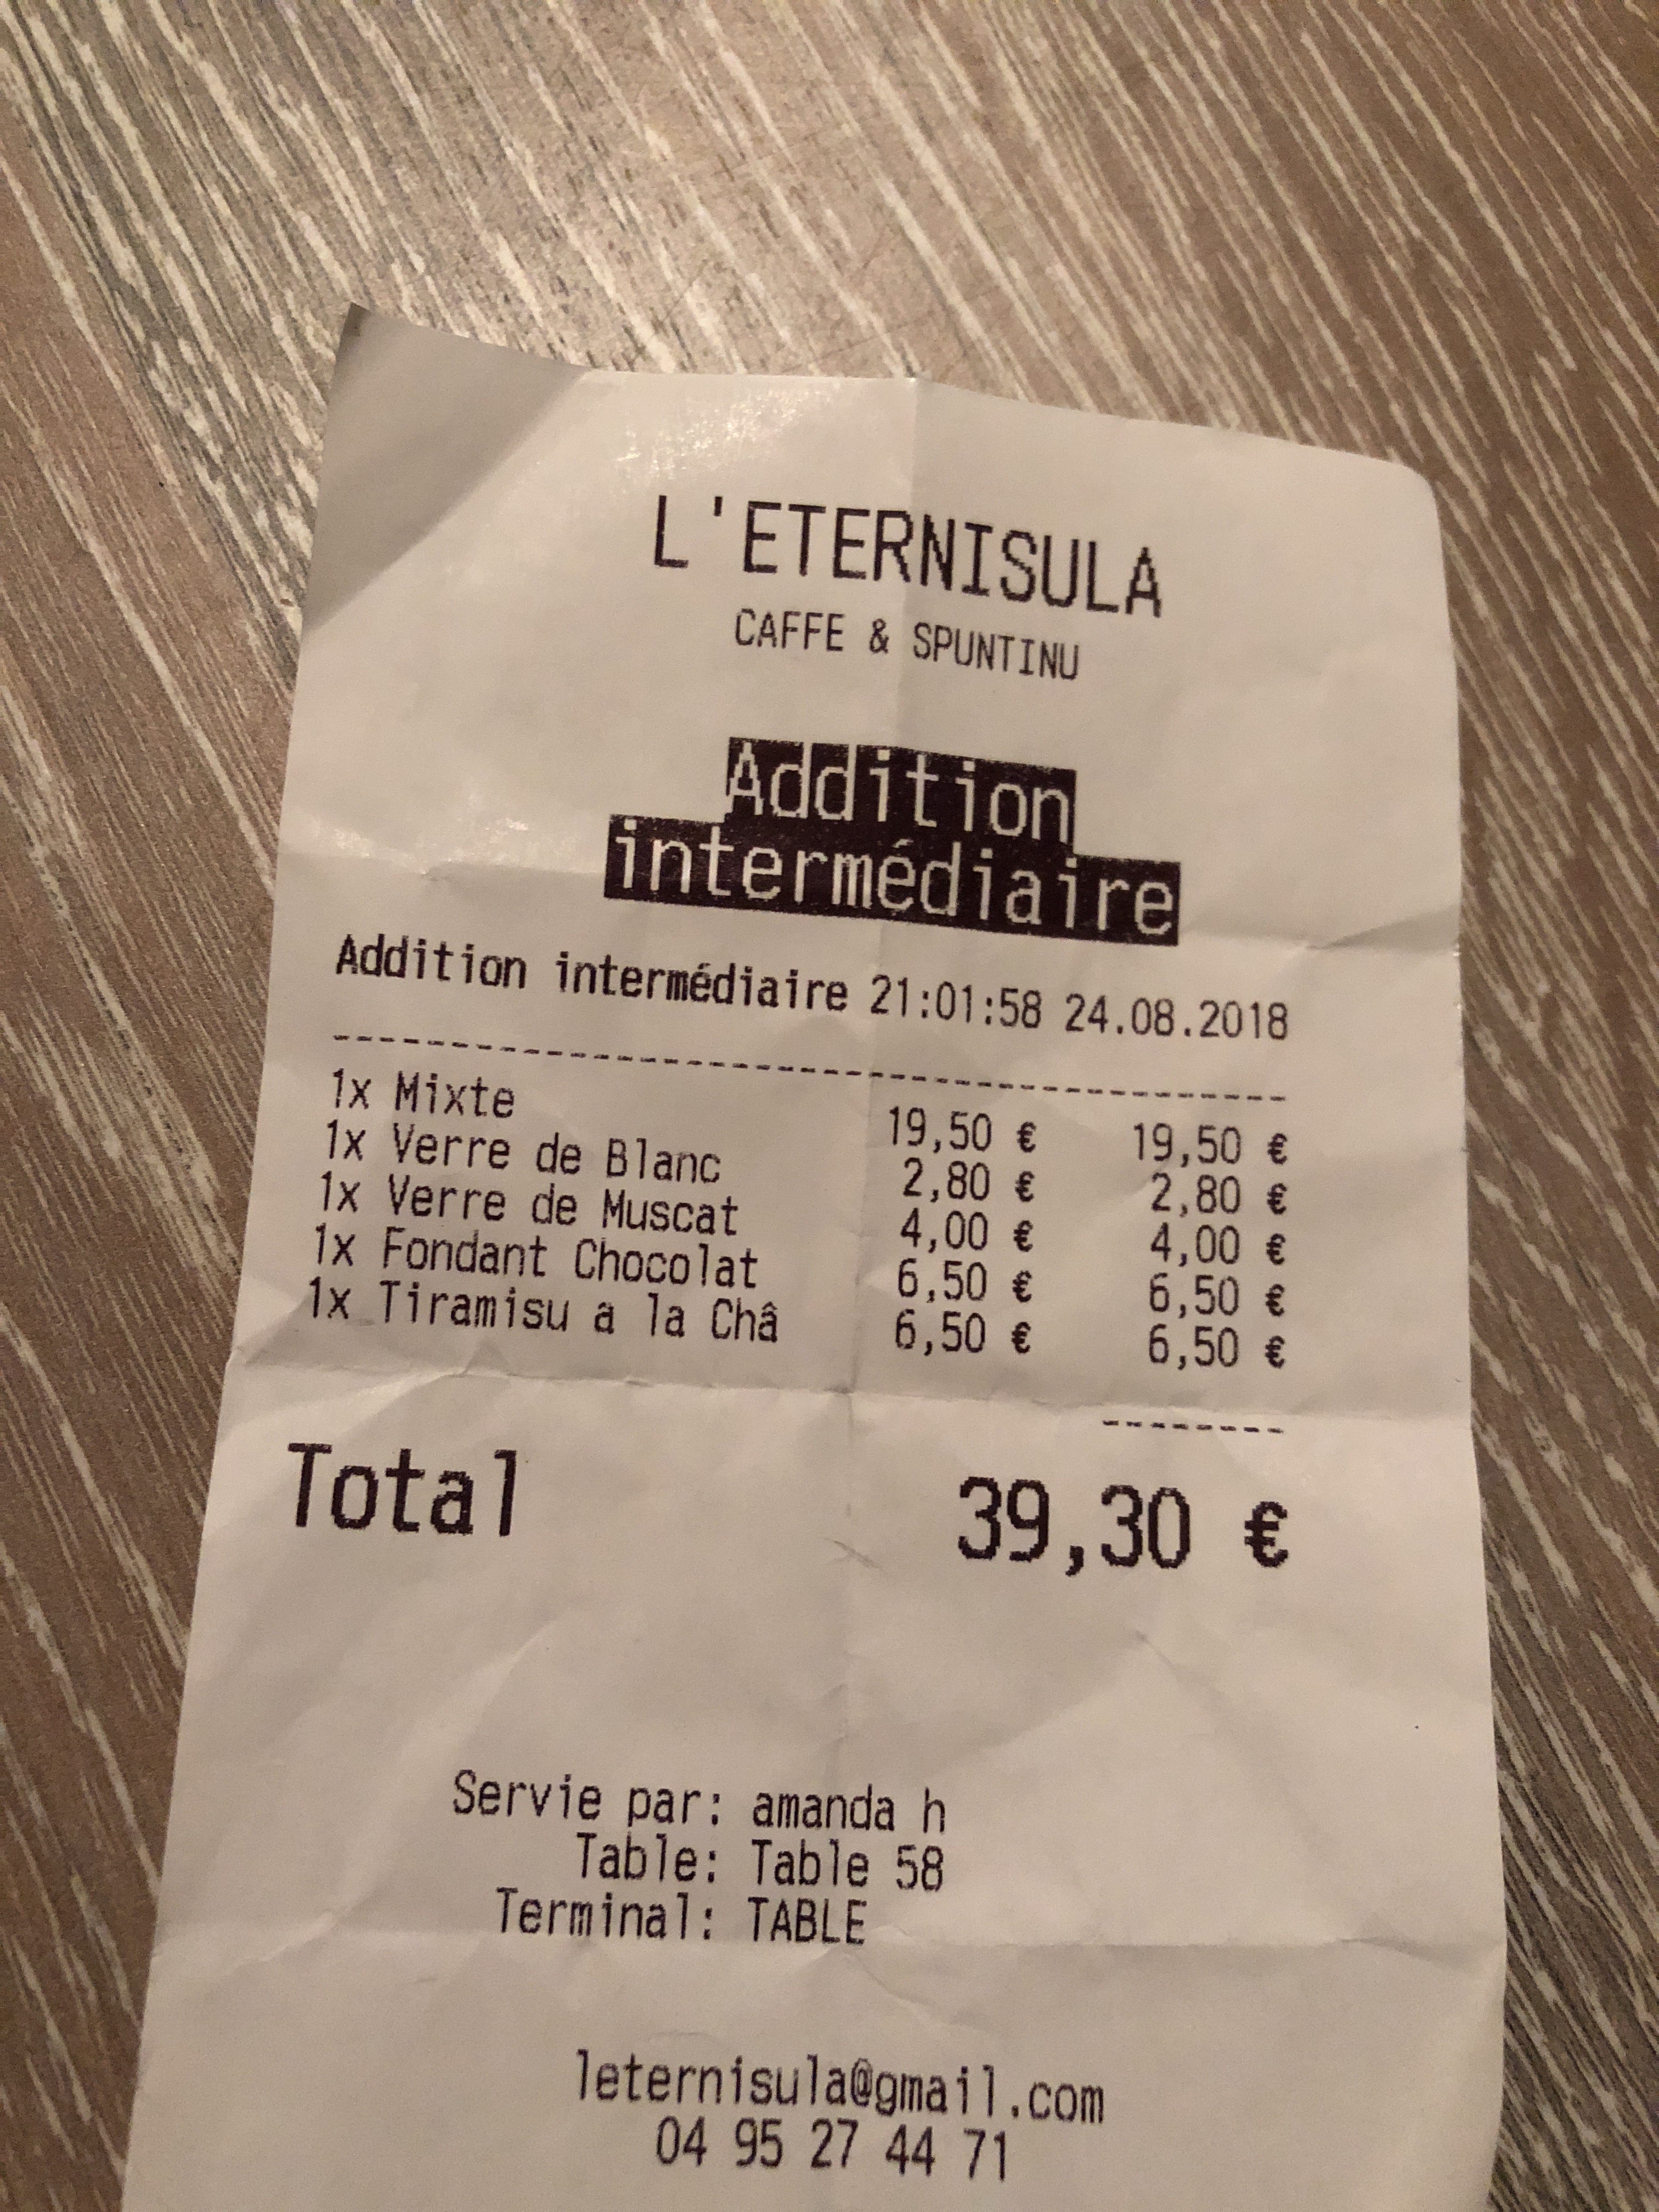 L'ETERNISULA
CAFFE & SPUNTINU
Addition
intermédiaire
Addition intermédiaire 21:01:58 24.08.2018
--------------------------------------------
1x Mixte 19,50 € 19,50 €
1x Verre de Blanc 2,80 € 2,80 €
1x Verre de Muscat 4,00 € 4,00 €
1x Fondant Chocolat 6,50 € 6,50 €
1x Tiramisu a la Châ 6,50 € 6,50 €
--------
Total 39,30 €
Servie par: amanda h
Table: Table 58
Terminal: TABLE
leternisula@gmail.com
04 95 27 44 71